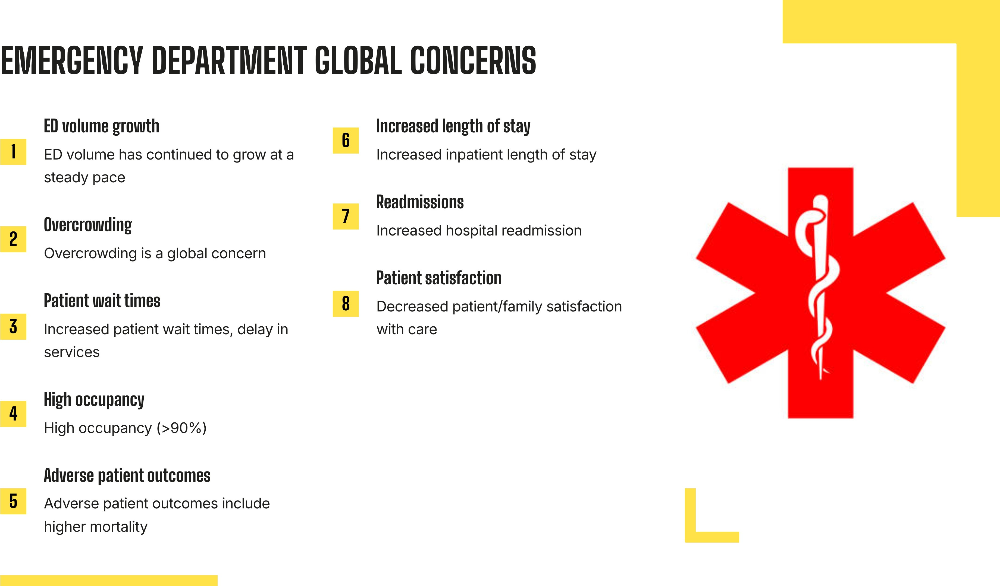 EMERGENCY DEPARTMENT GLOBAL CONCERNS
1
ED volume growth
ED volume has continued to grow at a
steady pace
2
Overcrowding
Overcrowding is a global concern
3
Patient wait times
Increased patient wait times, delay in
services
4
High occupancy
High occupancy (>90%)
5
Adverse patient outcomes
Adverse patient outcomes include
higher mortality
6
Increased length of stay
Increased inpatient length of stay
7
Readmissions
Increased hospital readmission
8
Patient satisfaction
Decreased patient/family satisfaction
with care